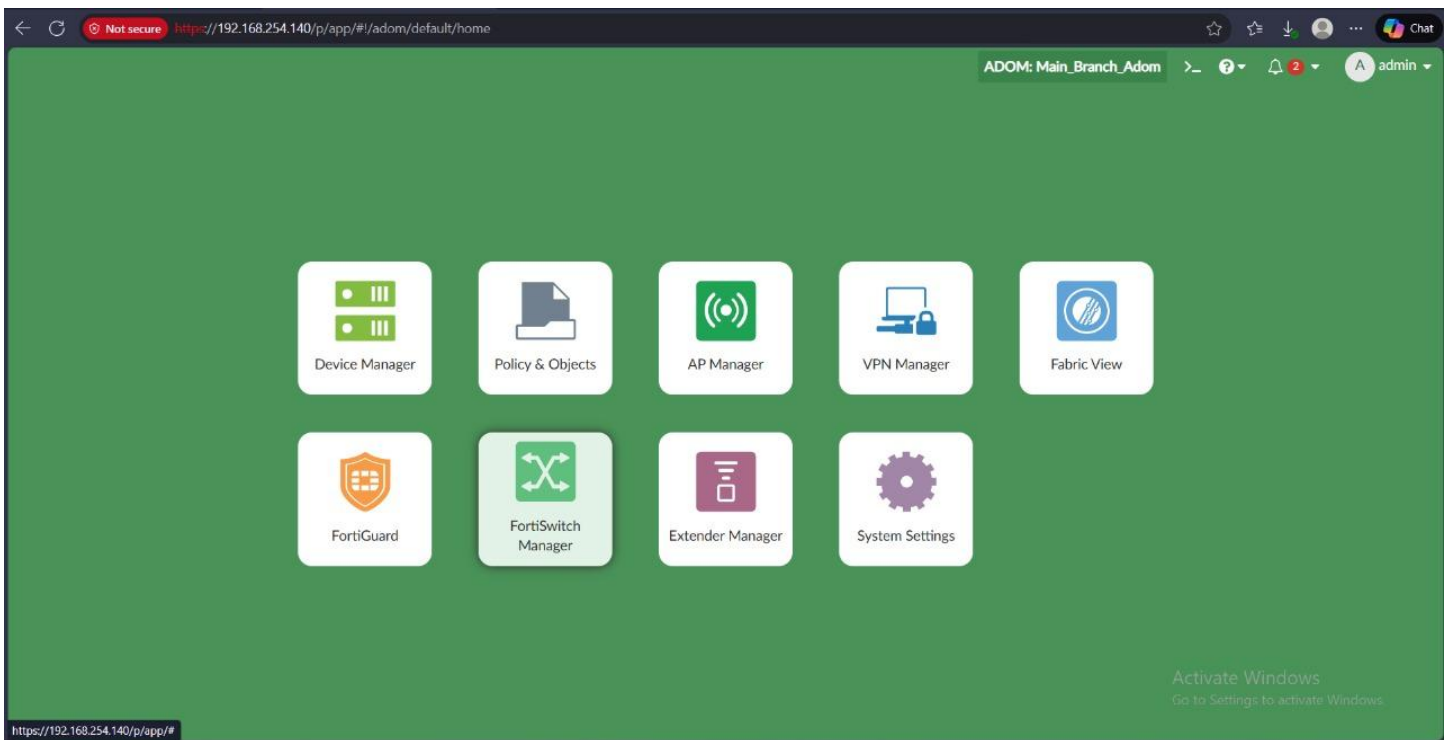 Not secure https://192.168.254.140/p/app/#!/adom/default/home
Chat
ADOM: Main_Branch_Adom >_ ? 2 A admin
Device Manager
Policy & Objects
AP Manager
VPN Manager
Fabric View
FortiGuard
FortiSwitch
Manager
Extender Manager
System Settings
Activate Windows
Go to Settings to activate Windows.
https://192.168.254.140/p/app/#